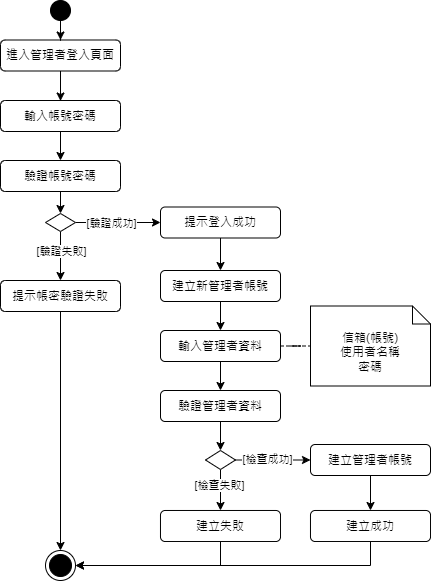 進入管理者登入頁面
輸入帳號密碼
驗證帳號密碼
[驗證成功]
提示登入成功
[驗證失敗]
建立新管理者帳號
提示帳密驗證失敗
輸入管理者資料
信箱(帳號)
使用者名稱
密碼
驗證管理者資料
[檢查成功]
建立管理者帳號
[檢查失敗]
建立失敗
建立成功